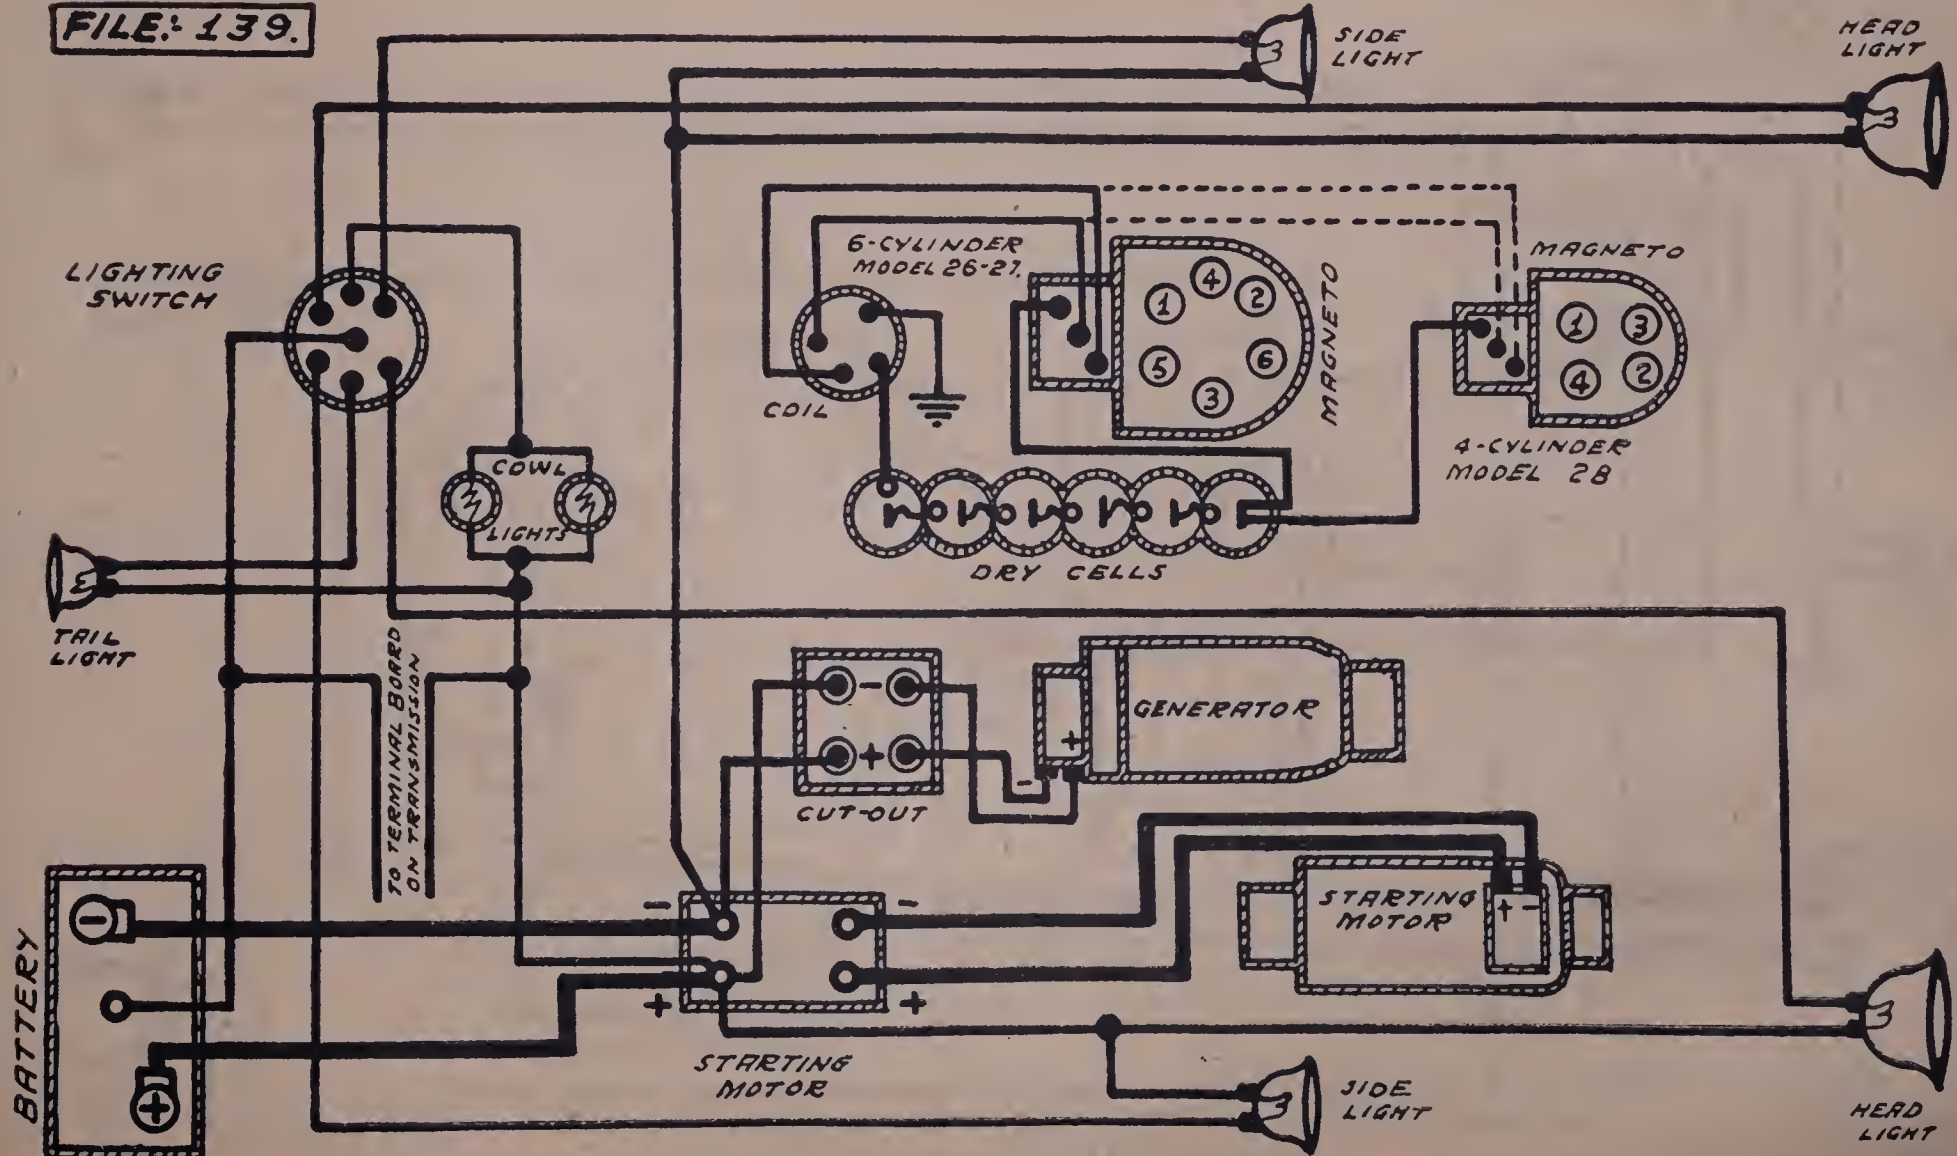 FILE:- 139.
SIDE
LIGHT
HEAD
LIGHT
LIGHTING
SWITCH
6-CYLINDER
MODEL 26-27.
MAGNETO
1
4
2
5
6
3
MAGNETO
1
3
4
2
4-CYLINDER
MODEL 28
COIL
COWL
LIGHTS
DRY CELLS
TAIL
LIGHT
TO TERMINAL BOARD
ON TRANSMISSION
-
+
CUT-OUT
GENERATOR
+
-
BATTERY
-
+
-
-
+
+
STARTING
MOTOR
STARTING
MOTOR
+ -
SIDE
LIGHT
HEAD
LIGHT